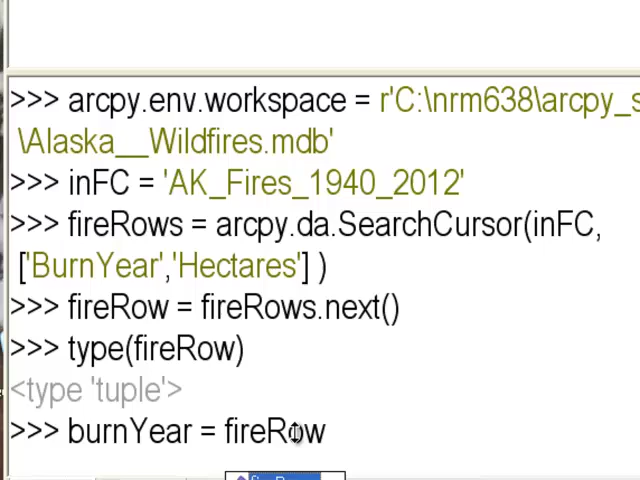 >>> arcpy.env.workspace = r'C:\nrm638\arcpy_s
\Alaska__Wildfires.mdb'
>>> inFC = 'AK_Fires_1940_2012'
>>> fireRows = arcpy.da.SearchCursor(inFC,
['BurnYear','Hectares'] )
>>> fireRow = fireRows.next()
>>> type(fireRow)
<type 'tuple'>
>>> burnYear = fireRow